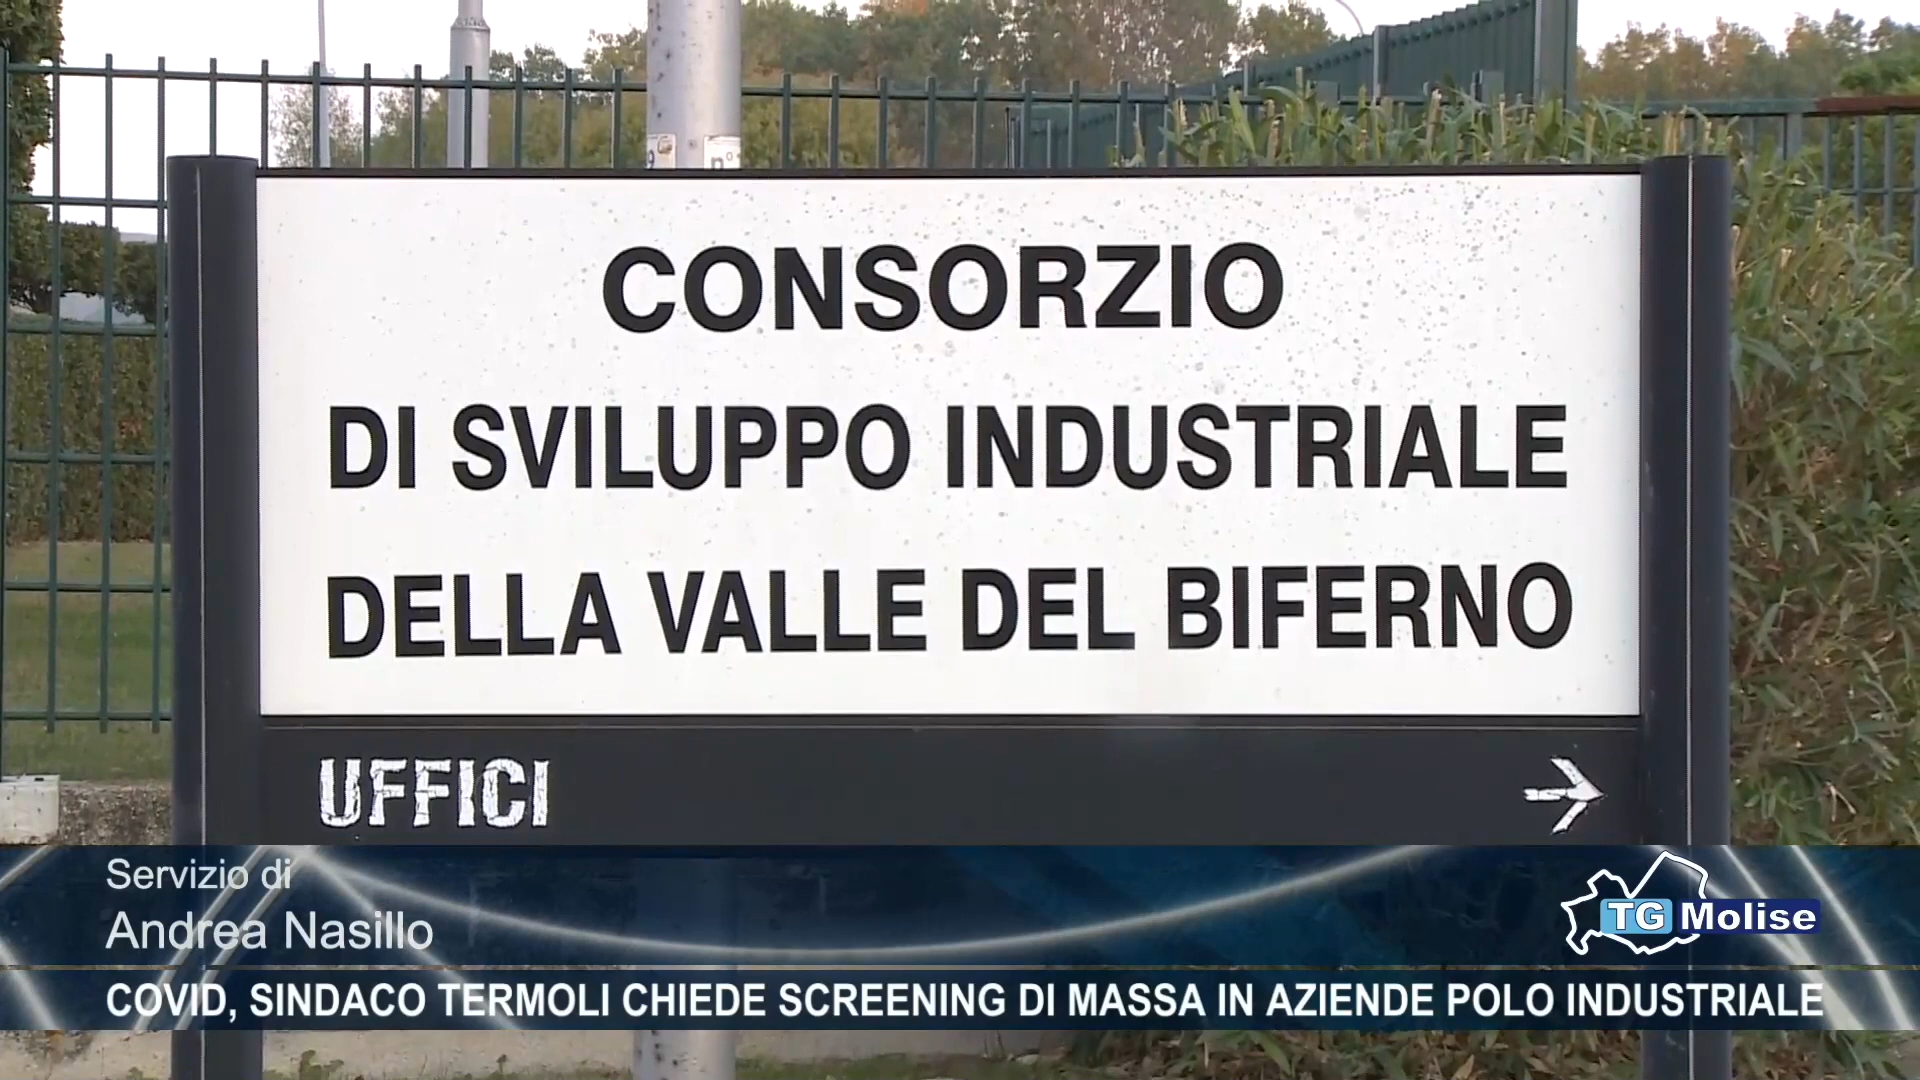 CONSORZIO
DI SVILUPPO INDUSTRIALE
DELLA VALLE DEL BIFERNO
UFFICI
Servizio di
Andrea Nasillo
TG Molise
COVID, SINDACO TERMOLI CHIEDE SCREENING DI MASSA IN AZIENDE POLO INDUSTRIALE